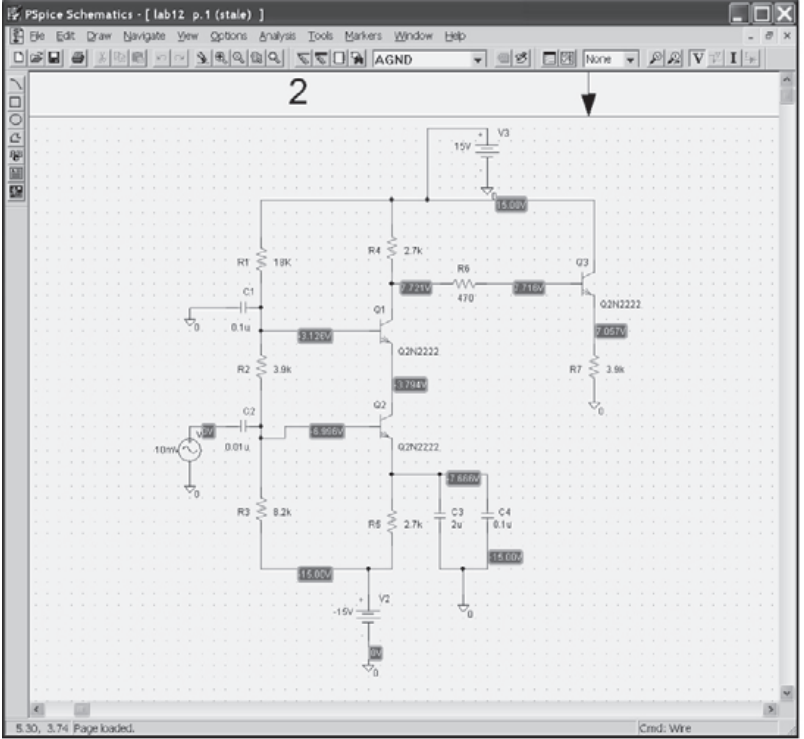 PSpice Schematics - [ lab12 p.1 (stale) ]
File Edit Draw Navigate View Options Analysis Tools Markers Window Help
AGND
None
V
I
2
V3
15V
0
15.00V
R1
18K
R4
2.7k
R6
470
Q3
7.721V
7.716V
Q2N2222
C1
0.1u
0
Q1
-3.126V
Q2N2222
7.057V
R2
3.9k
R7
3.9k
-3.794V
0
C2
0.01u
Q2
-6.996V
Q2N2222
V
0V
10mV
0
-7.686V
R3
8.2k
R5
2.7k
C3
2u
C4
0.1u
-15.00V
-15.00V
V2
-15V
0
0V
0
5.30, 3.74 Page loaded.
Cmd: Wire